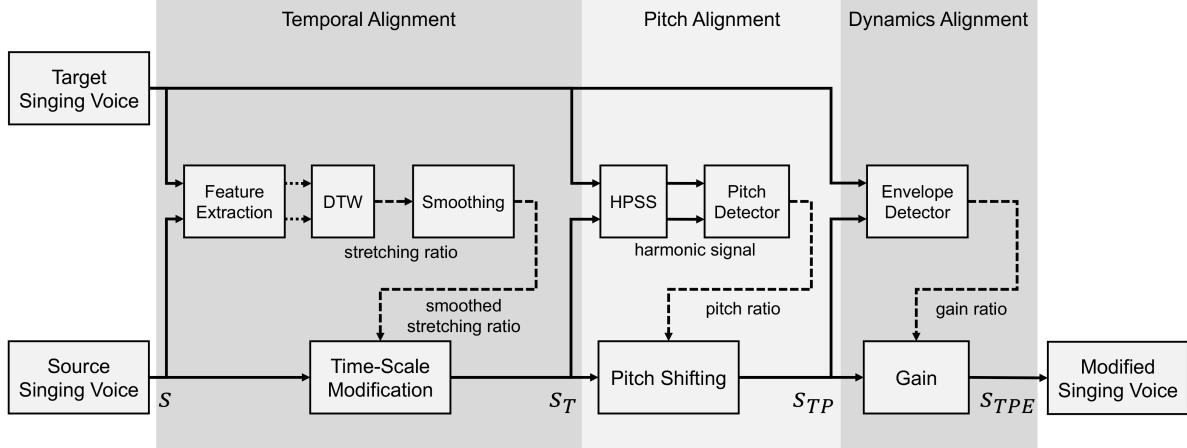 Temporal Alignment
Pitch Alignment
Dynamics Alignment
Target
Singing Voice
Feature
Extraction
DTW
Smoothing
HPSS
Pitch
Detector
Envelope
Detector
stretching ratio
harmonic signal
smoothed
stretching ratio
pitch ratio
gain ratio
Source
Singing Voice
Time-Scale
Modification
Pitch Shifting
Gain
Modified
Singing Voice
S
S_T
S_TP
S_TPE